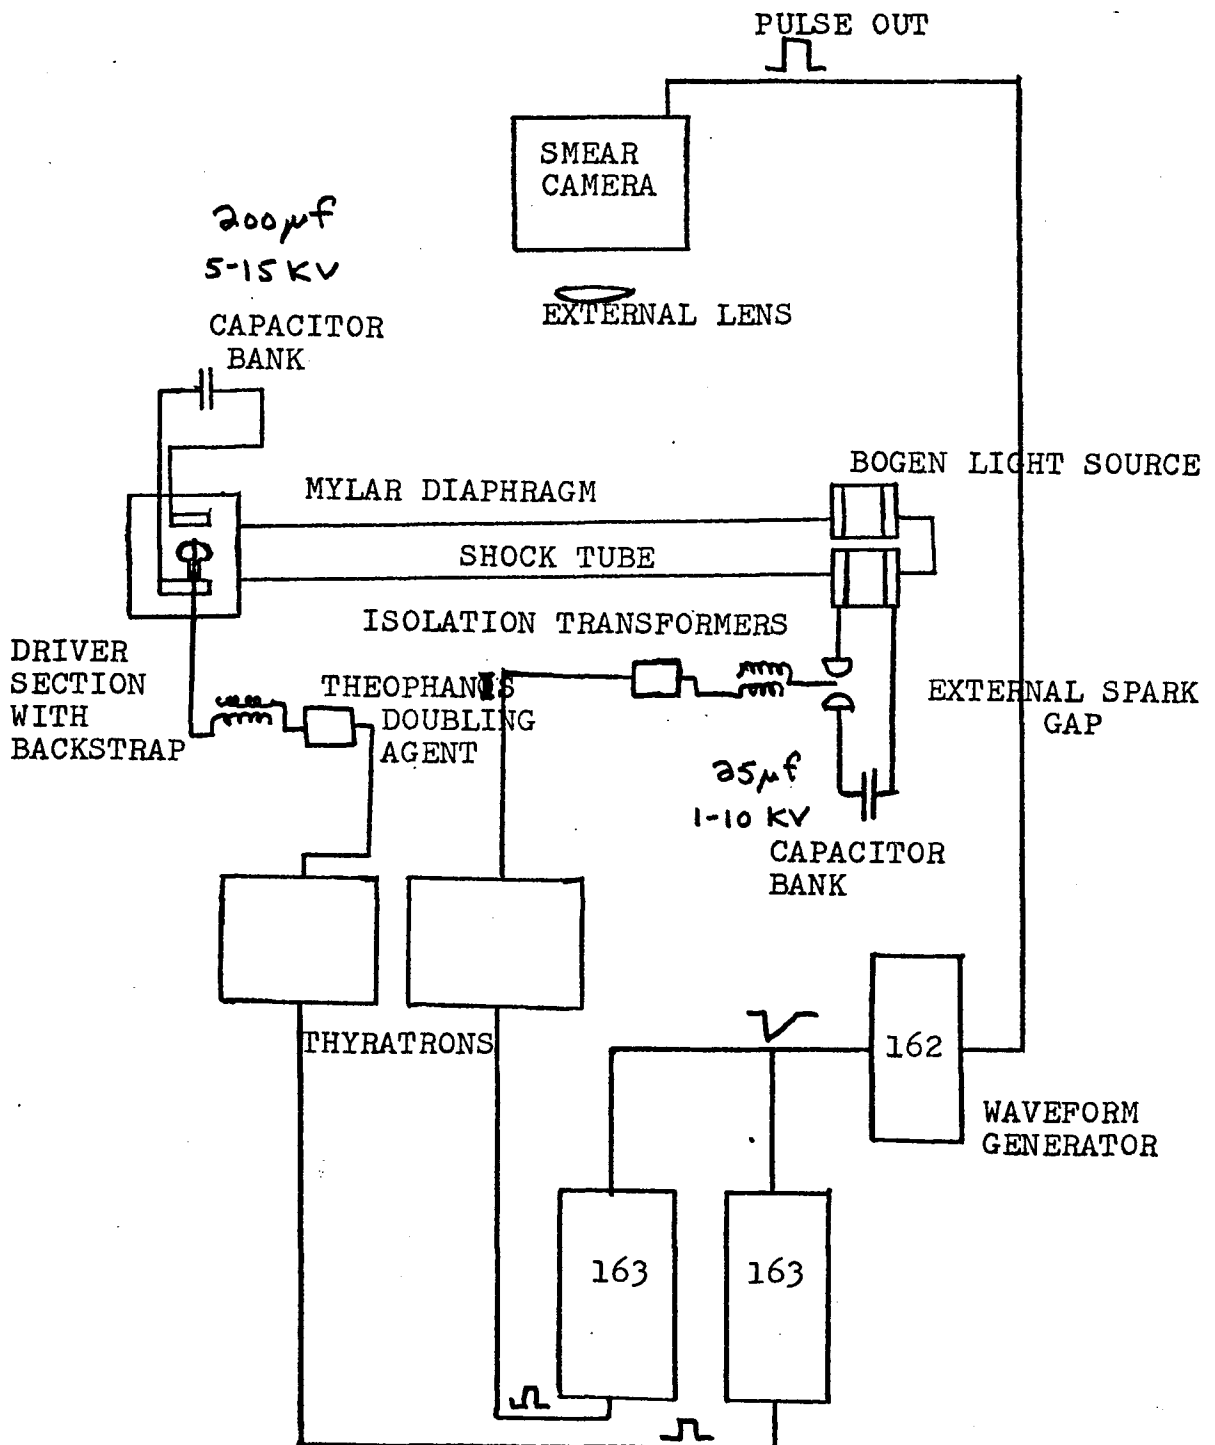 PULSE OUT
SMEAR
CAMERA
200μf
5-15 KV
EXTERNAL LENS
CAPACITOR
BANK
BOGEN LIGHT SOURCE
MYLAR DIAPHRAGM
SHOCK TUBE
ISOLATION TRANSFORMERS
DRIVER
SECTION
WITH
BACKSTRAP
THEOPHANIS
DOUBLING
AGENT
EXTERNAL SPARK
GAP
25μf
1-10 KV
CAPACITOR
BANK
THYRATRONS
162
WAVEFORM
GENERATOR
163
163